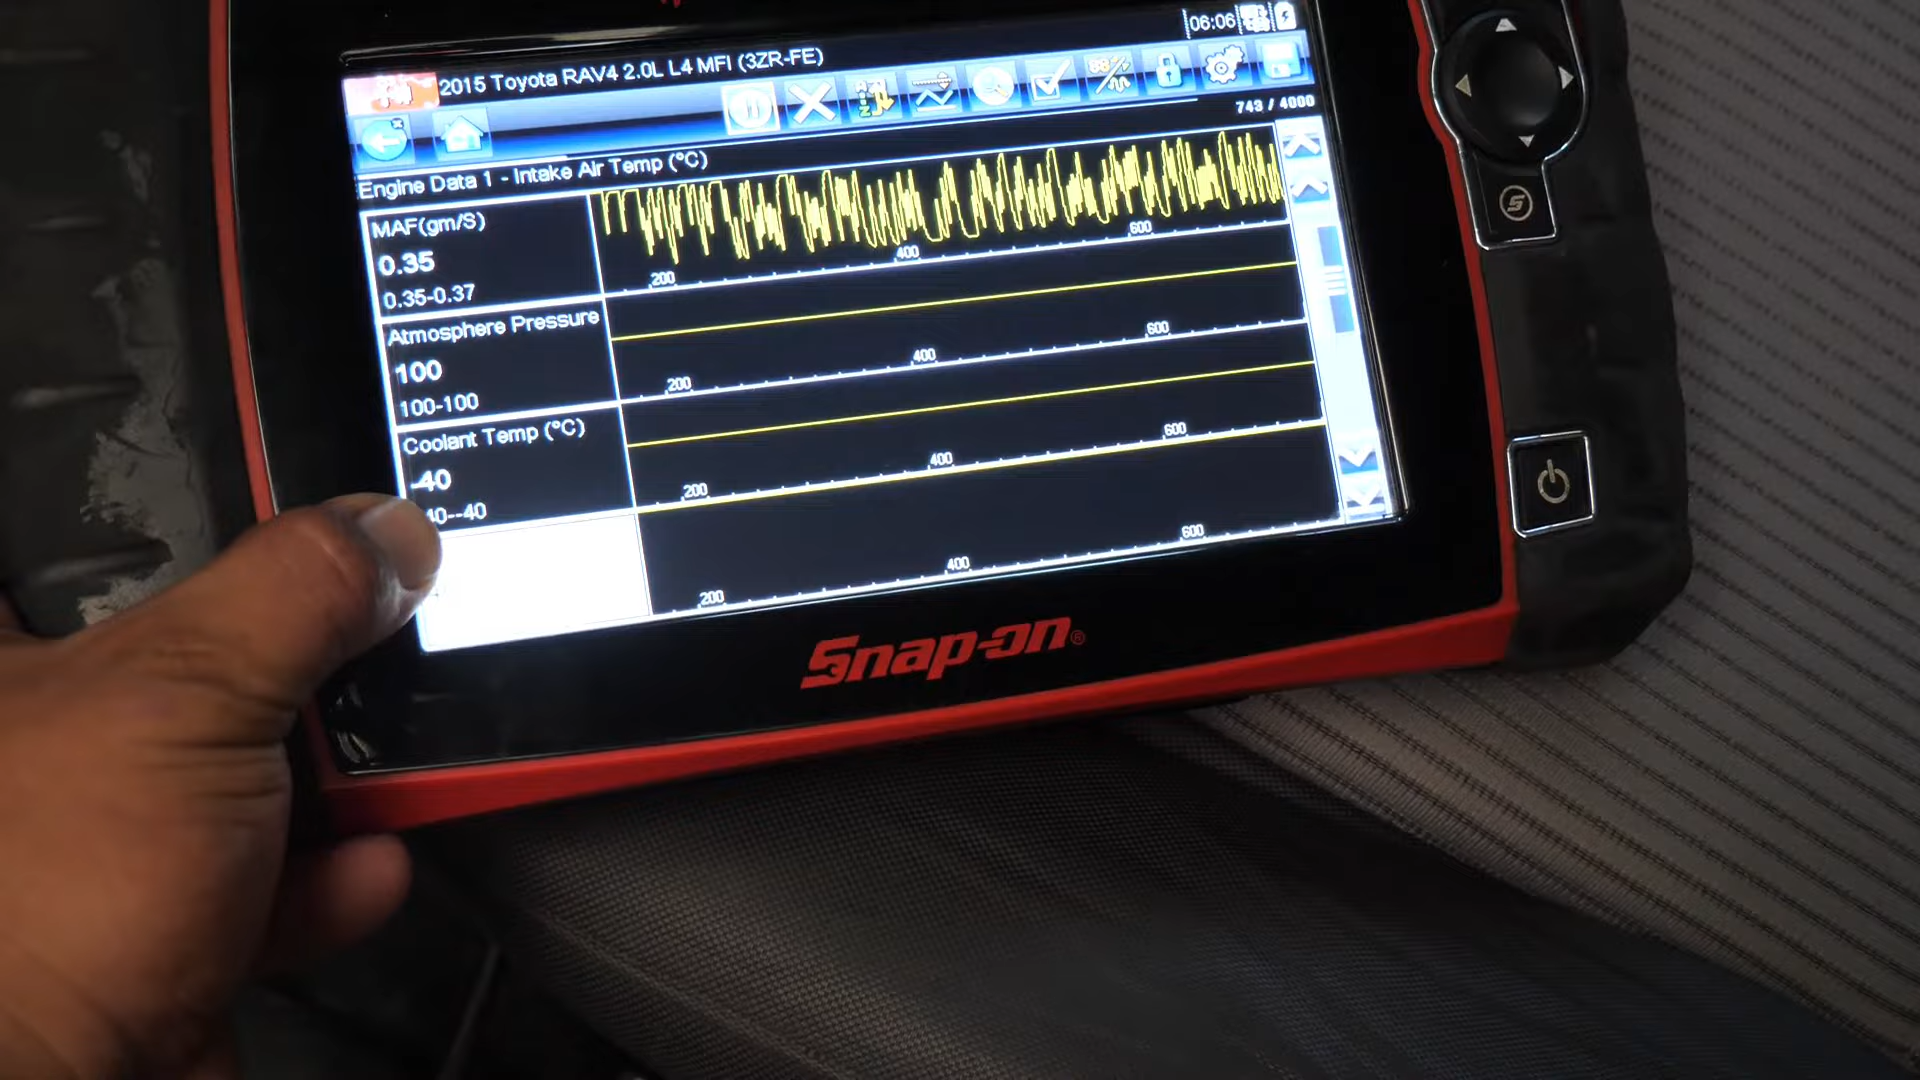 06:06
2015 Toyota RAV4 2.0L L4 MFI (3ZR-FE)
743 / 4000
Engine Data 1 - Intake Air Temp (°C)
MAF(gm/S)
0.35
0.35-0.37
200 400 600
Atmosphere Pressure
100
100-100
200 400 600
Coolant Temp (°C)
-40
40--40
200 400 600
200 400 600
Snap-on®